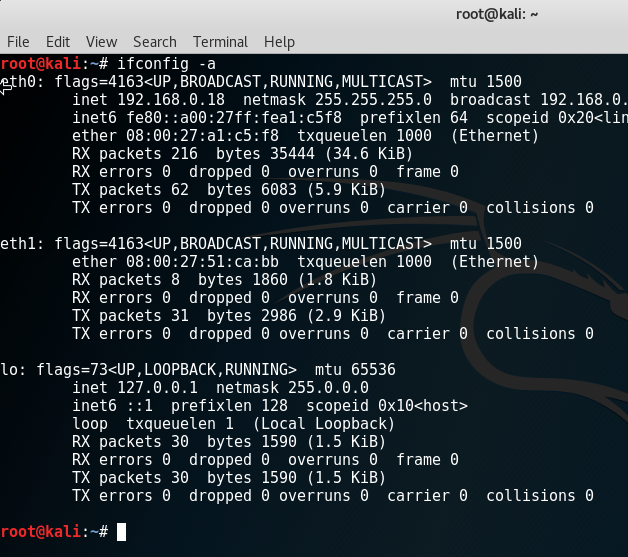 root@kali: ~
File Edit View Search Terminal Help
root@kali:~# ifconfig -a
eth0: flags=4163<UP,BROADCAST,RUNNING,MULTICAST>  mtu 1500
        inet 192.168.0.18  netmask 255.255.255.0  broadcast 192.168.0.
        inet6 fe80::a00:27ff:fea1:c5f8  prefixlen 64  scopeid 0x20<lin
        ether 08:00:27:a1:c5:f8  txqueuelen 1000  (Ethernet)
        RX packets 216  bytes 35444 (34.6 KiB)
        RX errors 0  dropped 0  overruns 0  frame 0
        TX packets 62  bytes 6083 (5.9 KiB)
        TX errors 0  dropped 0 overruns 0  carrier 0  collisions 0
eth1: flags=4163<UP,BROADCAST,RUNNING,MULTICAST>  mtu 1500
        ether 08:00:27:51:ca:bb  txqueuelen 1000  (Ethernet)
        RX packets 8  bytes 1860 (1.8 KiB)
        RX errors 0  dropped 0  overruns 0  frame 0
        TX packets 31  bytes 2986 (2.9 KiB)
        TX errors 0  dropped 0 overruns 0  carrier 0  collisions 0
lo: flags=73<UP,LOOPBACK,RUNNING>  mtu 65536
        inet 127.0.0.1  netmask 255.0.0.0
        inet6 ::1  prefixlen 128  scopeid 0x10<host>
        loop  txqueuelen 1  (Local Loopback)
        RX packets 30  bytes 1590 (1.5 KiB)
        RX errors 0  dropped 0  overruns 0  frame 0
        TX packets 30  bytes 1590 (1.5 KiB)
        TX errors 0  dropped 0 overruns 0  carrier 0  collisions 0
root@kali:~#